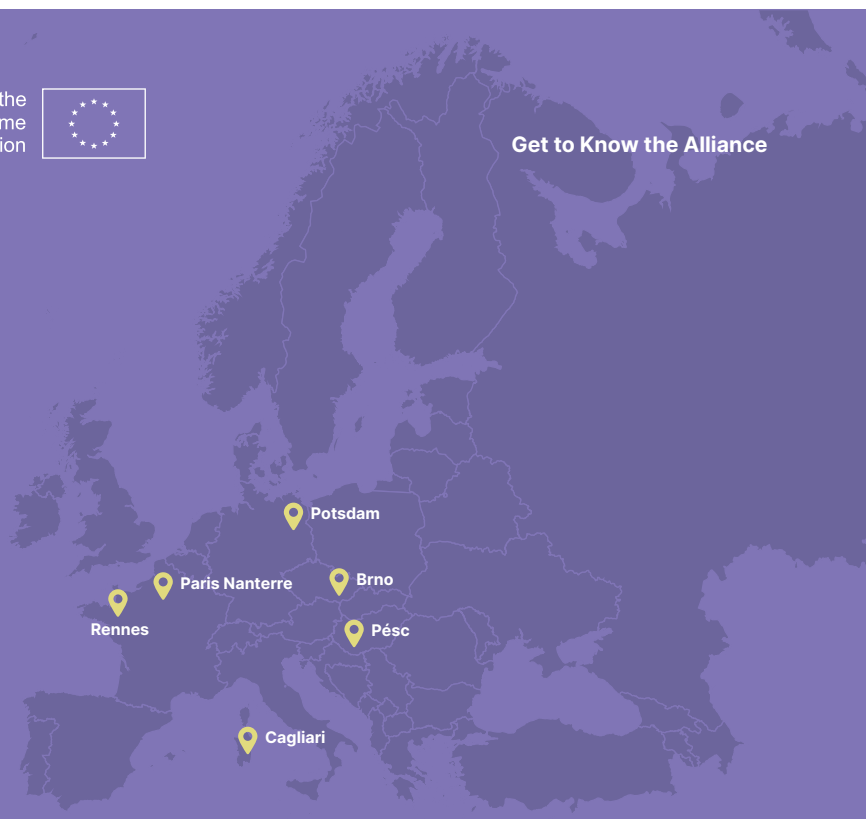 the
me
ion
Get to Know the Alliance
Potsdam
Paris Nanterre
Brno
Rennes
Pésc
Cagliari